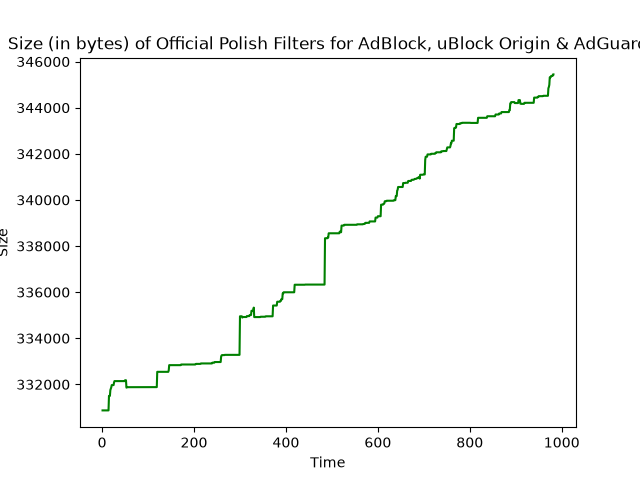 Size (in bytes) of Official Polish Filters for AdBlock, uBlock Origin & AdGuar
346000
344000
342000
340000
338000
336000
334000
332000
Size
0 200 400 600 800 1000
Time